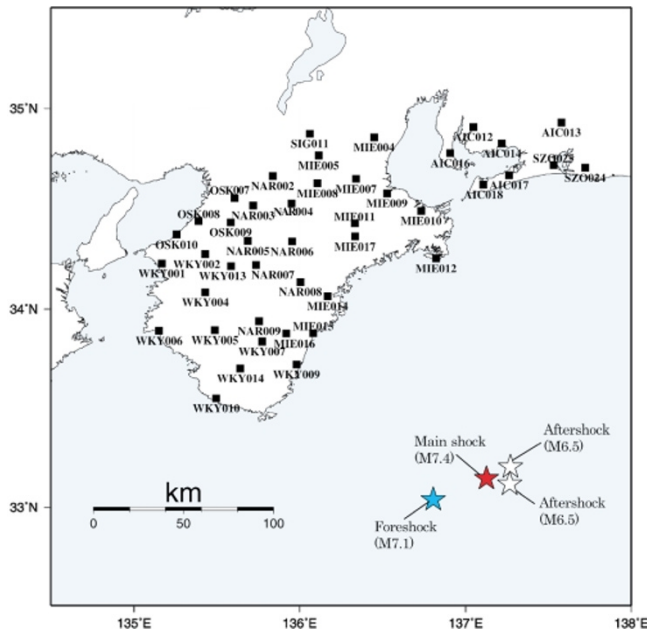 35˚N
34˚N
33˚N
135˚E
136˚E
137˚E
138˚E
SIG011
MIE004
AIC012
AIC013
MIE005
AIC016
AIC014
SZO025
SZO024
OSK007
NAR002
MIE008
MIE007
MIE009
AIC017
AIC018
OSK008
NAR003
NAR004
MIE011
MIE010
OSK010
OSK009
NAR005
NAR006
MIE017
WKY001
WKY002
WKY013
NAR007
MIE012
WKY004
NAR008
MIE014
WKY006
WKY005
NAR009
MIE015
MIE016
WKY007
WKY014
WKY009
WKY010
Main shock
(M7.4)
Aftershock
(M6.5)
Aftershock
(M6.5)
Foreshock
(M7.1)
km
0 50 100